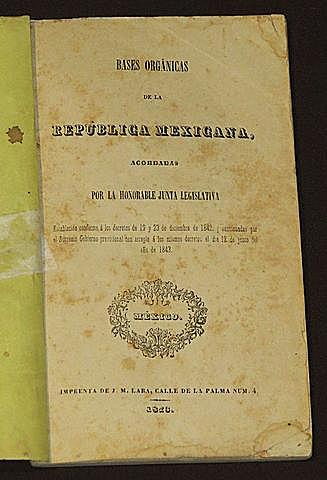 BASES ORGÁNICAS
DE LA
REPÚBLICA MEXICANA,
ACORDADAS
POR LA HONORABLE JUNTA LEGISLATIVA
Establecida conforme á los decretos de 19 y 23 de diciembre de 1842, y sancionadas por
el Supremo Gobierno provisional con arreglo á los mismos decretos el dia 12 de junio del
año de 1843.
MÉXICO.
IMPRENTA DE J. M. LARA, CALLE DE LA PALMA NÚM. 4